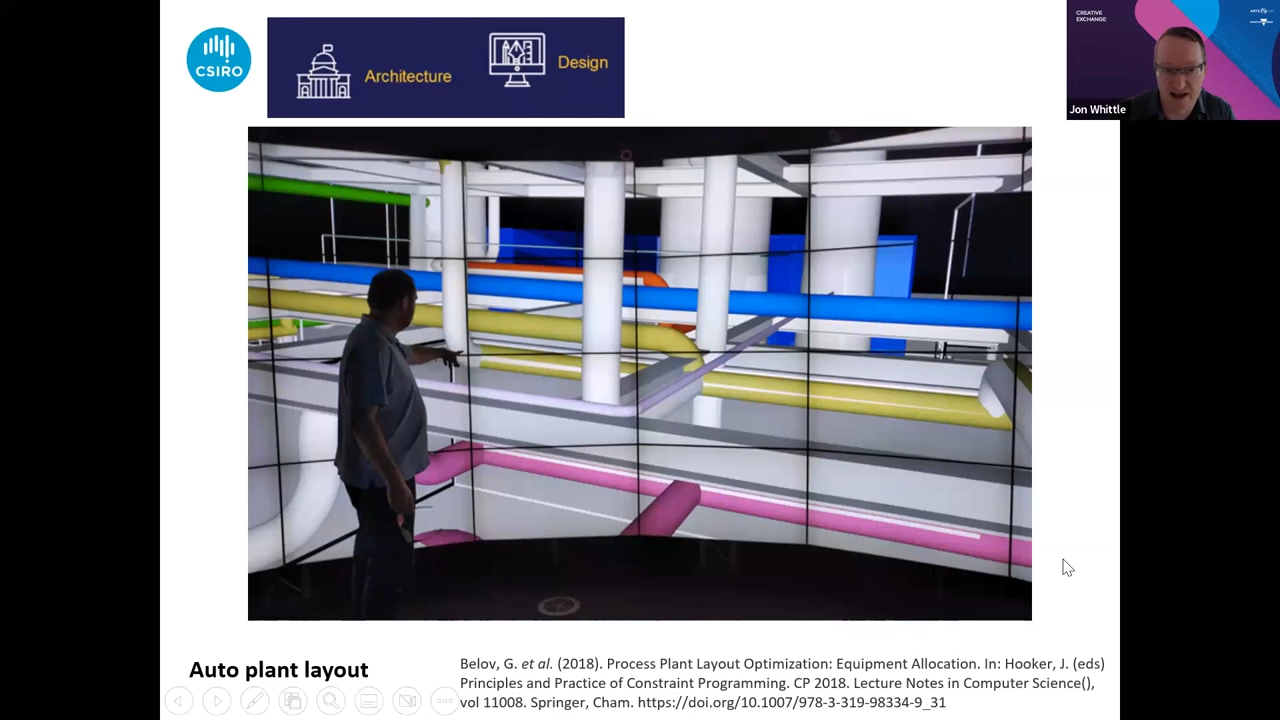 CSIRO
Architecture
Design
CREATIVE
EXCHANGE
Jon Whittle
Auto plant layout
Belov, G. et al. (2018). Process Plant Layout Optimization: Equipment Allocation. In: Hooker, J. (eds)
Principles and Practice of Constraint Programming. CP 2018. Lecture Notes in Computer Science(),
vol 11008. Springer, Cham. https://doi.org/10.1007/978-3-319-98334-9_31